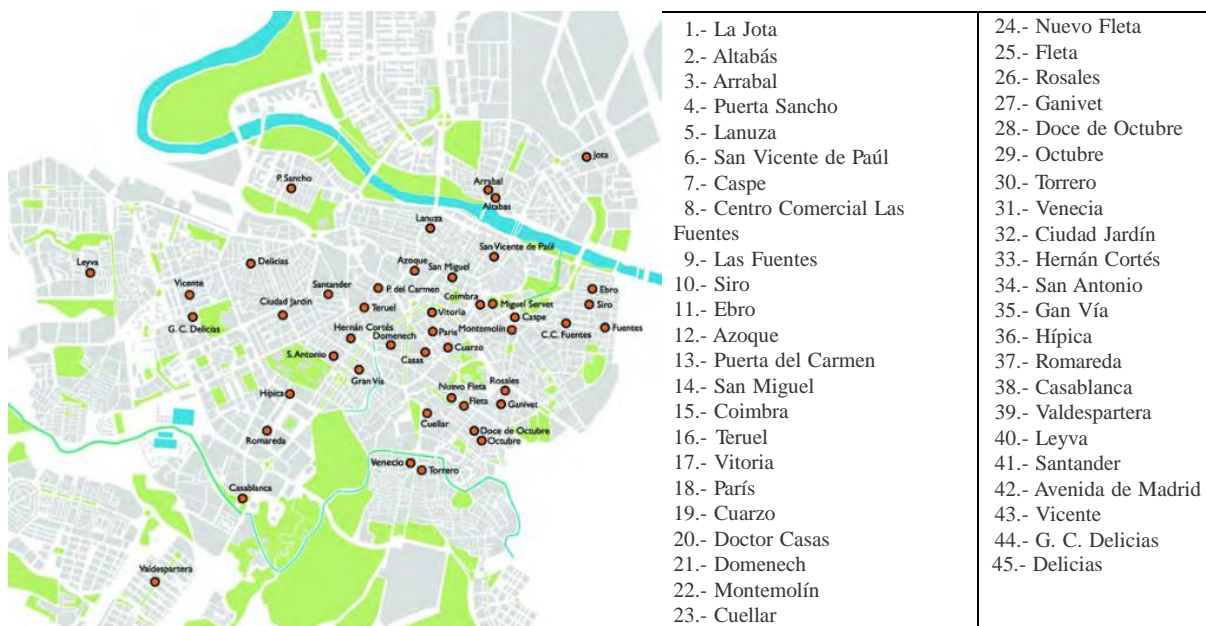 Jota
P. Sancho
Arrabal
Altabas
Lanuza
San Vicente de Paúl
Leyva
Delicias
Azoque
San Miguel
Vicente
Santander
P. del Carmen
Ebro
Ciudad Jardin
Coimbra
Miguel Servet
Siro
G. C. Delicias
Teruel
Vitoria
Caspe
Hernán Cortés
Paris
Montemolín
C.C. Fuentes
Fuentes
Domenech
S. Antonio
Casas
Cuarzo
Gran Vía
Nuevo Fleta
Rosales
Hípica
Fleta
Ganivet
Cuellar
Romareda
Doce de Octubre
Octubre
Venecio
Torrero
Casablanca
Valdespartera
1.- La Jota
2.- Altabás
3.- Arrabal
4.- Puerta Sancho
5.- Lanuza
6.- San Vicente de Paúl
7.- Caspe
8.- Centro Comercial Las
Fuentes
9.- Las Fuentes
10.- Siro
11.- Ebro
12.- Azoque
13.- Puerta del Carmen
14.- San Miguel
15.- Coimbra
16.- Teruel
17.- Vitoria
18.- París
19.- Cuarzo
20.- Doctor Casas
21.- Domenech
22.- Montemolín
23.- Cuellar
24.- Nuevo Fleta
25.- Fleta
26.- Rosales
27.- Ganivet
28.- Doce de Octubre
29.- Octubre
30.- Torrero
31.- Venecia
32.- Ciudad Jardín
33.- Hernán Cortés
34.- San Antonio
35.- Gan Vía
36.- Hípica
37.- Romareda
38.- Casablanca
39.- Valdespartera
40.- Leyva
41.- Santander
42.- Avenida de Madrid
43.- Vicente
44.- G. C. Delicias
45.- Delicias